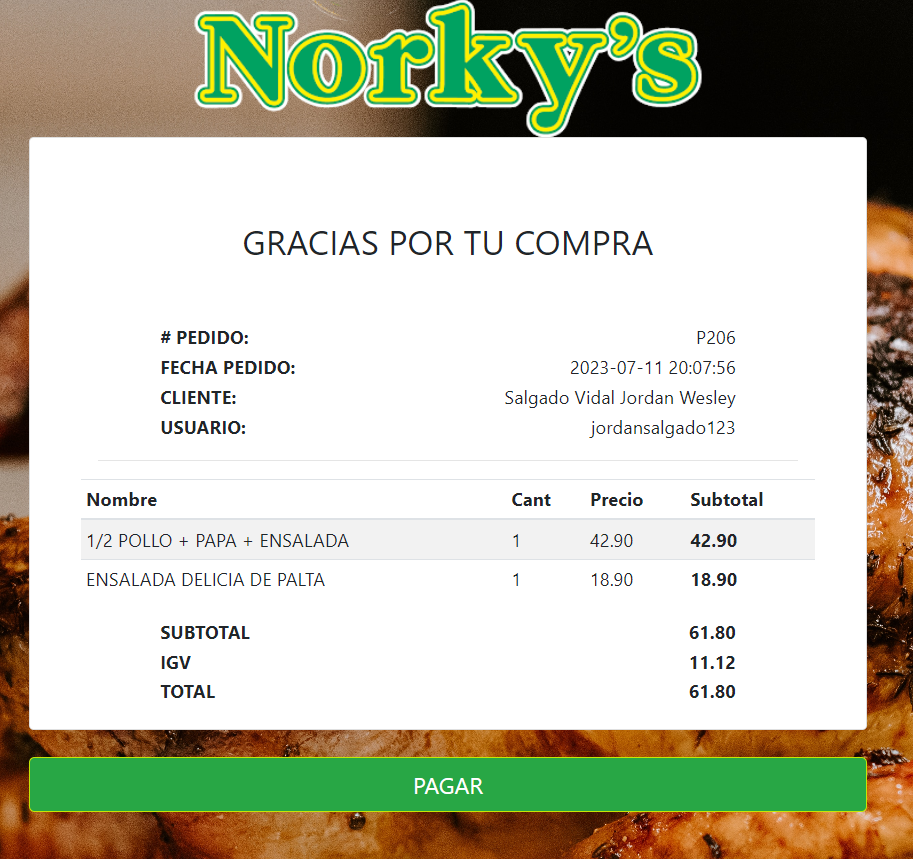 Norky's
GRACIAS POR TU COMPRA
# PEDIDO: P206
FECHA PEDIDO: 2023-07-11 20:07:56
CLIENTE: Salgado Vidal Jordan Wesley
USUARIO: jordansalgado123
Nombre Cant Precio Subtotal
1/2 POLLO + PAPA + ENSALADA 1 42.90 42.90
ENSALADA DELICIA DE PALTA 1 18.90 18.90
SUBTOTAL 61.80
IGV 11.12
TOTAL 61.80
PAGAR